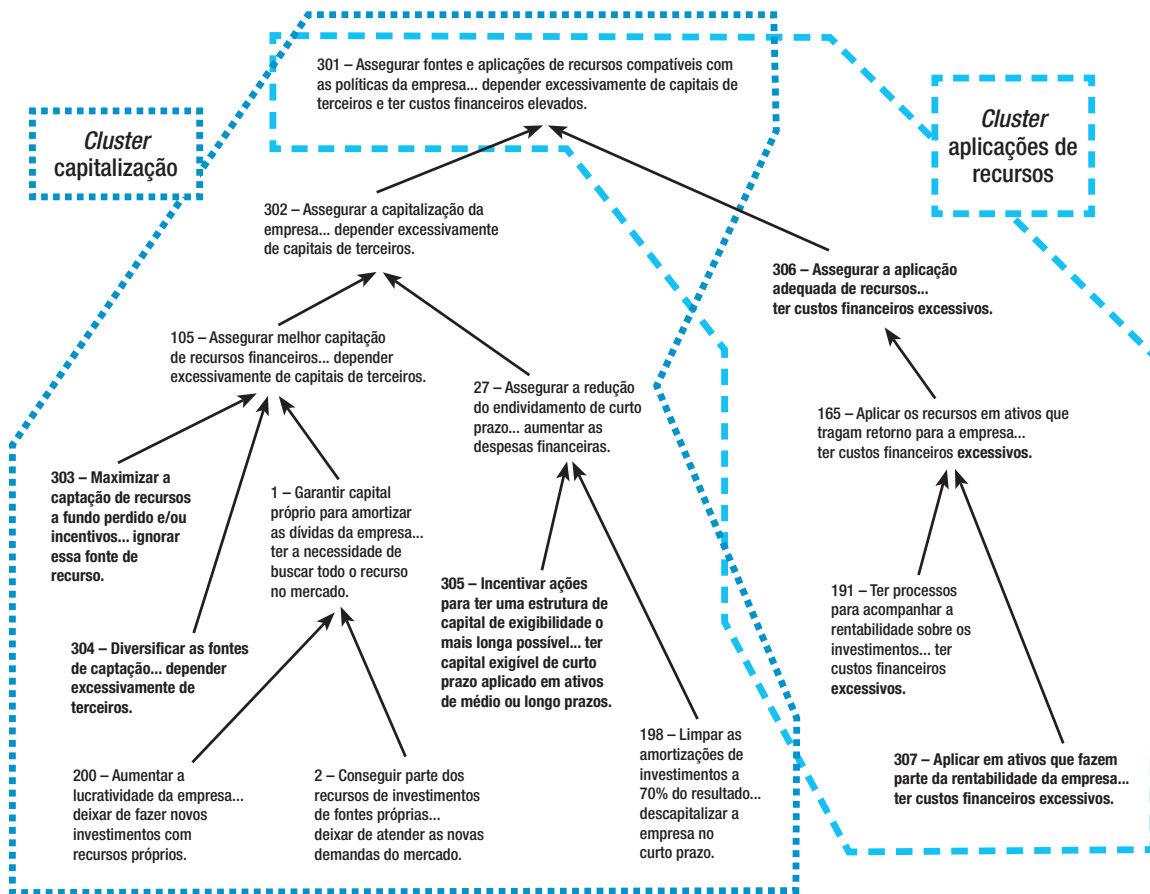 301 – Assegurar fontes e aplicações de recursos compatíveis com
as políticas da empresa... depender excessivamente de capitais de
terceiros e ter custos financeiros elevados.
Cluster
capitalização
Cluster
aplicações de
recursos
302 – Assegurar a capitalização da
empresa... depender excessivamente
de capitais de terceiros.
306 – Assegurar a aplicação
adequada de recursos...
ter custos financeiros excessivos.
105 – Assegurar melhor capitação
de recursos financeiros... depender
excessivamente de capitais de terceiros.
27 – Assegurar a redução
do endividamento de curto
prazo... aumentar as
despesas financeiras.
165 – Aplicar os recursos em ativos que
tragam retorno para a empresa...
ter custos financeiros excessivos.
303 – Maximizar a
captação de recursos
a fundo perdido e/ou
incentivos... ignorar
essa fonte de
recurso.
1 – Garantir capital
próprio para amortizar
as dívidas da empresa...
ter a necessidade de
buscar todo o recurso
no mercado.
305 – Incentivar ações
para ter uma estrutura de
capital de exigibilidade o
mais longa possível... ter
capital exigível de curto
prazo aplicado em ativos
de médio ou longo prazos.
191 – Ter processos
para acompanhar a
rentabilidade sobre os
investimentos... ter
custos financeiros
excessivos.
304 – Diversificar as fontes
de captação... depender
excessivamente de
terceiros.
200 – Aumentar a
lucratividade da empresa...
deixar de fazer novos
investimentos com
recursos próprios.
2 – Conseguir parte dos
recursos de investimentos
de fontes próprias...
deixar de atender as novas
demandas do mercado.
198 – Limpar as
amortizações de
investimentos a
70% do resultado...
descapitalizar a
empresa no
curto prazo.
307 – Aplicar em ativos que fazem
parte da rentabilidade da empresa...
ter custos financeiros excessivos.